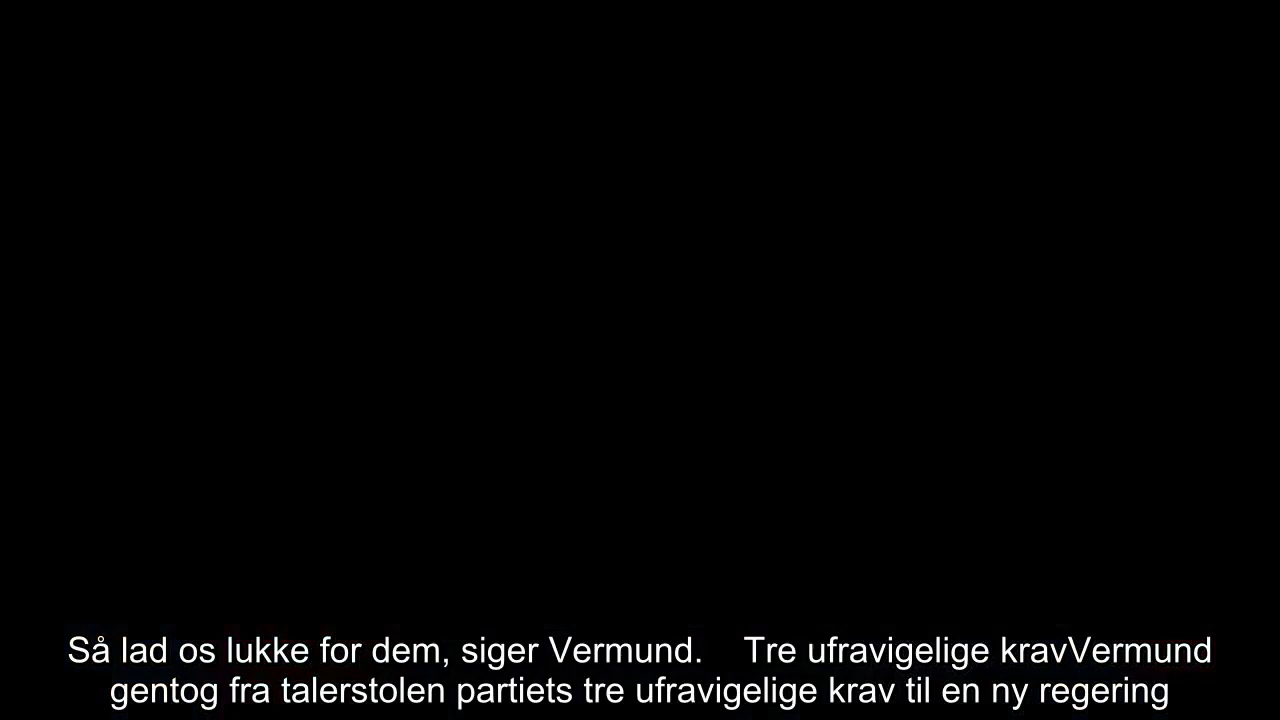 Så lad os lukke for dem, siger Vermund.    Tre ufravigelige kravVermund
gentog fra talerstolen partiets tre ufravigelige krav til en ny regering